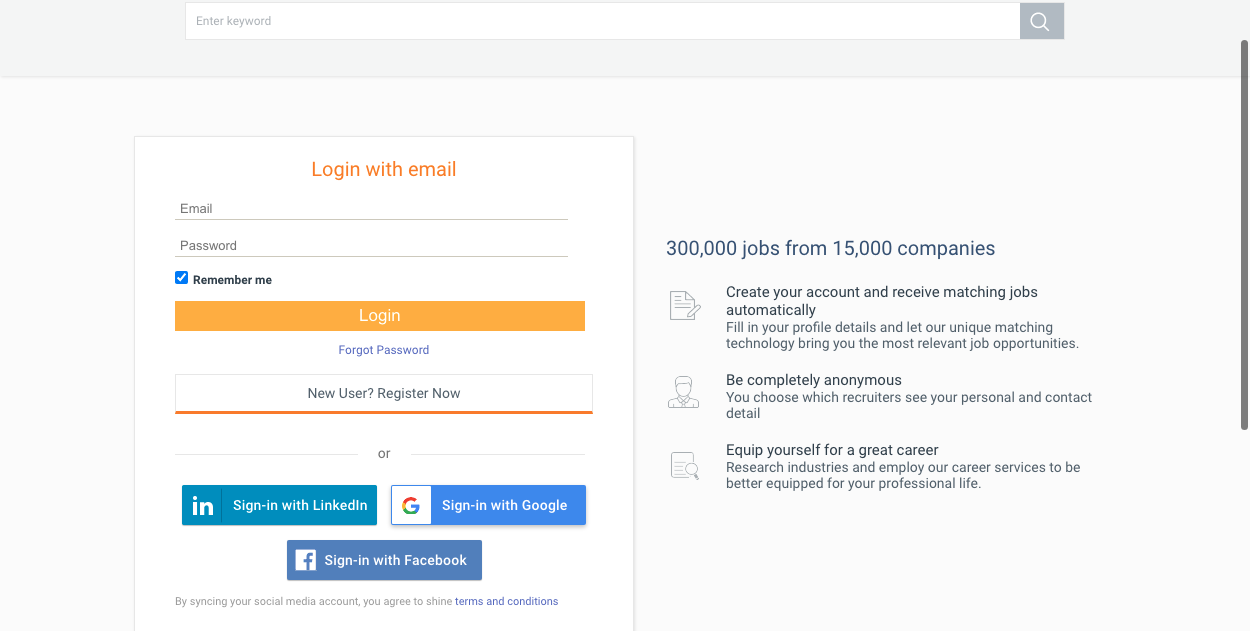 Enter keyword
Login with email
Email
Password
Remember me
Login
Forgot Password
New User? Register Now
or
in Sign-in with LinkedIn
G Sign-in with Google
f Sign-in with Facebook
By syncing your social media account, you agree to shine terms and conditions
300,000 jobs from 15,000 companies
Create your account and receive matching jobs
automatically
Fill in your profile details and let our unique matching
technology bring you the most relevant job opportunities.
Be completely anonymous
You choose which recruiters see your personal and contact
detail
Equip yourself for a great career
Research industries and employ our career services to be
better equipped for your professional life.